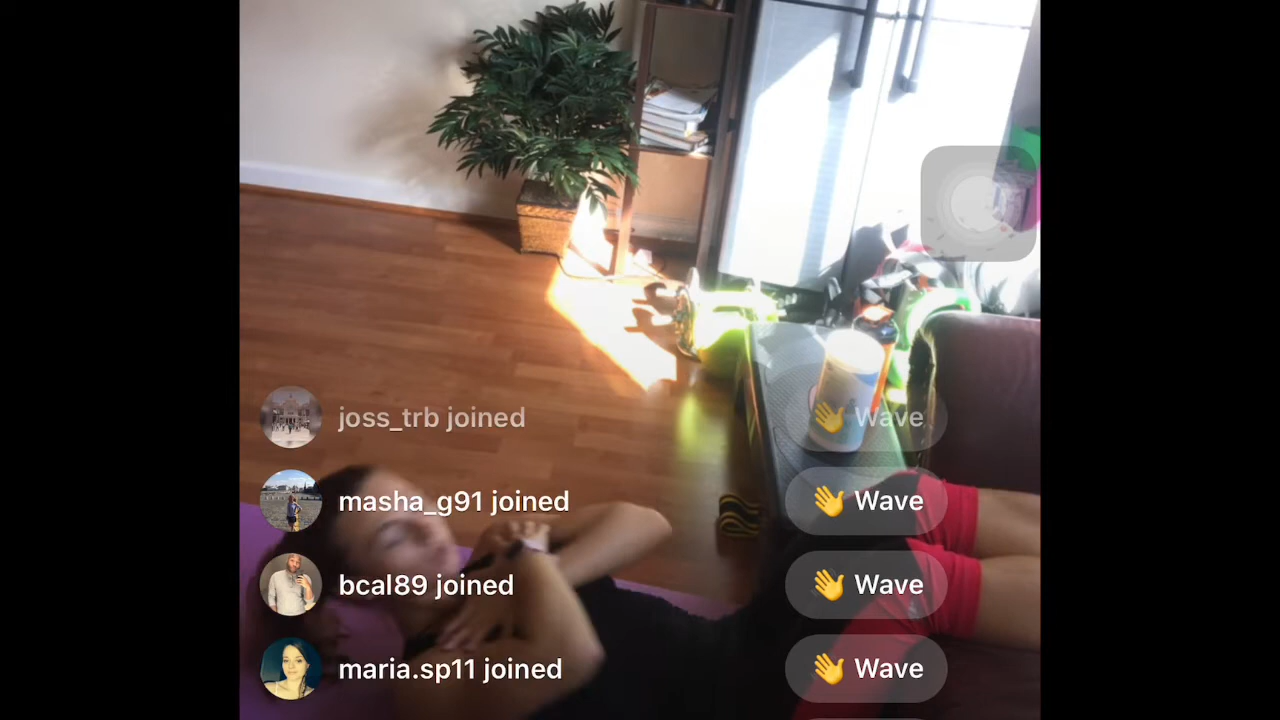 joss_trb joined
👋 Wave
masha_g91 joined
👋 Wave
bcal89 joined
👋 Wave
maria.sp11 joined
👋 Wave